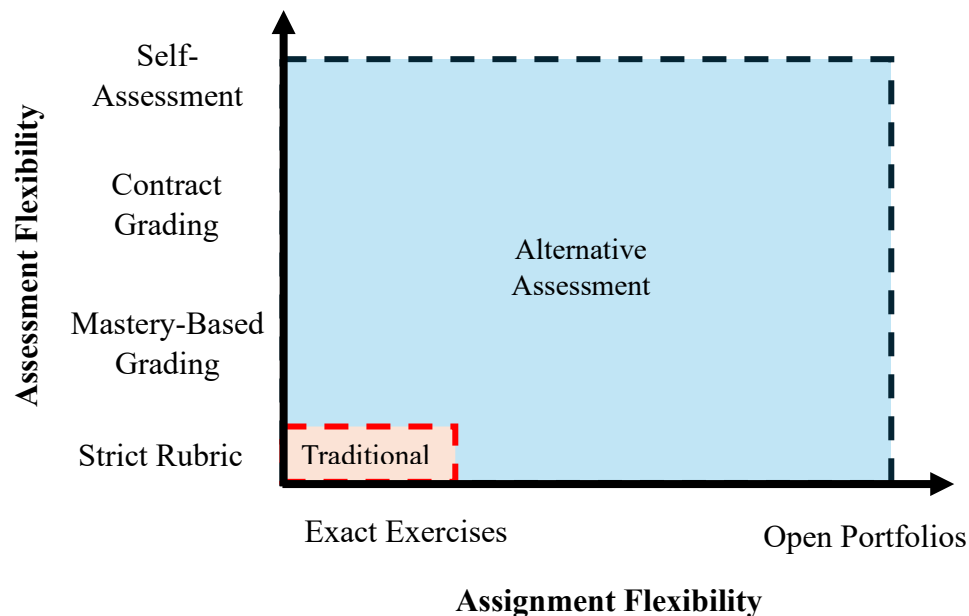 Self-
Assessment
Contract
Grading
Mastery-Based
Grading
Strict Rubric
Assessment Flexibility
Alternative
Assessment
Traditional
Exact Exercises
Open Portfolios
Assignment Flexibility